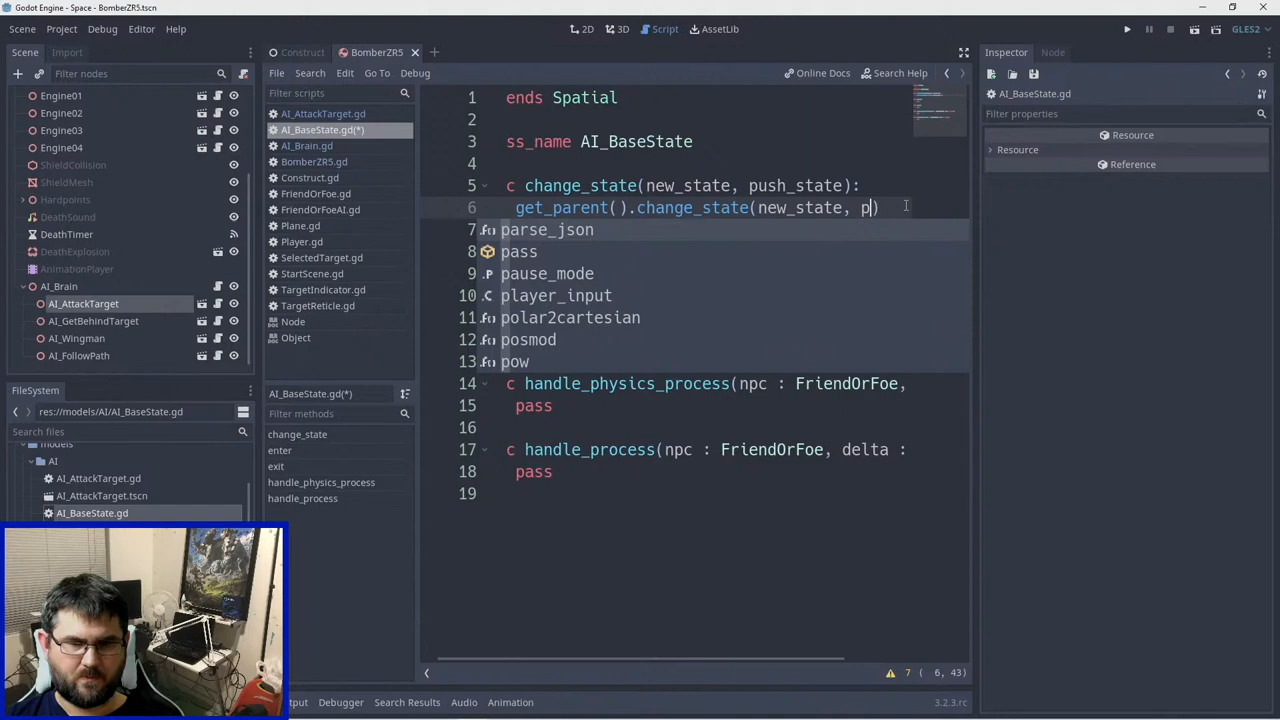 Godot Engine - Space - BomberZR5.tscn
Scene Project Debug Editor Help
2D 3D Script AssetLib
GLES2
Scene Import
Filter nodes
Engine01
Engine02
Engine03
Engine04
ShieldCollision
ShieldMesh
Hardpoints
DeathSound
DeathTimer
DeathExplosion
AnimationPlayer
AI_Brain
AI_AttackTarget
AI_GetBehindTarget
AI_Wingman
AI_FollowPath
FileSystem
res://models/AI/AI_BaseState.gd
Search files
models
AI
AI_AttackTarget.gd
AI_AttackTarget.tscn
AI_BaseState.gd
Construct BomberZR5
File Search Edit Go To Debug
Online Docs Search Help
Filter scripts
AI_AttackTarget.gd
AI_BaseState.gd(*)
AI_Brain.gd
BomberZR5.gd
Construct.gd
FriendOrFoe.gd
FriendOrFoeAI.gd
Plane.gd
Player.gd
SelectedTarget.gd
StartScene.gd
TargetIndicator.gd
TargetReticle.gd
Node
Object
AI_BaseState.gd(*)
Filter methods
change_state
enter
exit
handle_physics_process
handle_process
1 ends Spatial
2
3 ss_name AI_BaseState
4
5 c change_state(new_state, push_state):
6 get_parent().change_state(new_state, p)
7 parse_json
8 pass
9 pause_mode
10 player_input
11 polar2cartesian
12 posmod
13 pow
14 c handle_physics_process(npc : FriendOrFoe,
15 pass
16
17 c handle_process(npc : FriendOrFoe, delta :
18 pass
19
7 ( 6, 43)
tput Debugger Search Results Audio Animation
3.2.3.rc
Inspector Node
AI_BaseState.gd
Filter properties
Resource
Resource
Reference